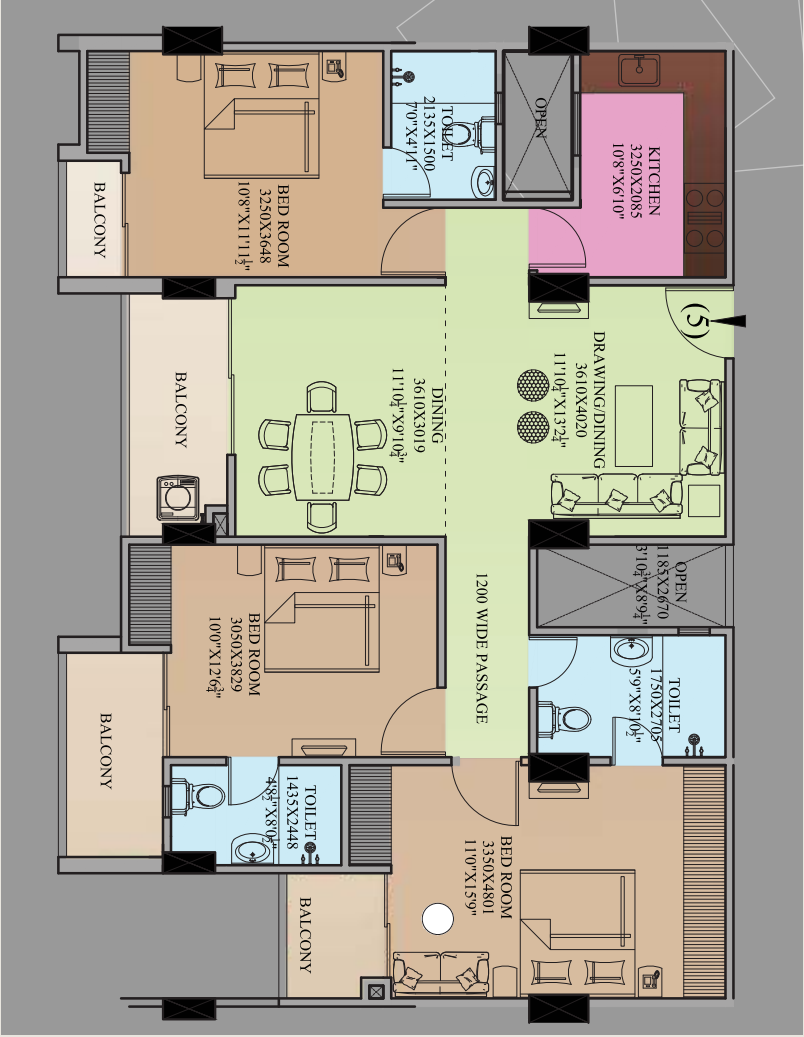 BALCONY
BED ROOM
3250X3648
10'8"X11'11½"
TOILET
2135X1500
7'0"X4'11"
OPEN
KITCHEN
3250X2085
10'8"X6'10"
BALCONY
DINING
3610X3019
11'10¼"X9'10¾"
DRAWING/DINING
3610X4020
11'10¼"X13'2¼"
(5)
BED ROOM
3050X3829
10'0"X12'6¾"
1200 WIDE PASSAGE
OPEN
1185X2670
3'10¾"X8'9¼"
TOILET
1750X2705
5'9"X8'10½"
BALCONY
TOILET
1435X2448
4'8½"X8'0½"
BED ROOM
3350X4801
11'0"X15'9"
BALCONY